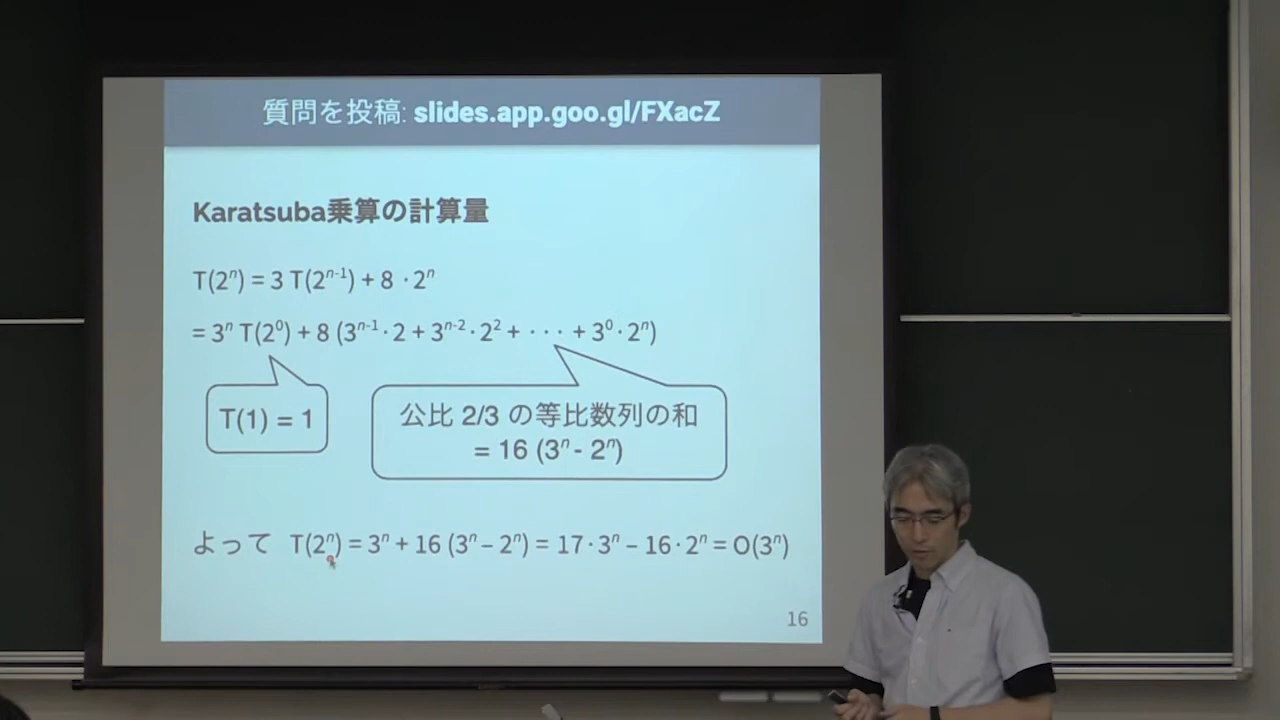 質問を投稿: slides.app.goo.gl/FXacZ
Karatsuba乗算の計算量
T(2ⁿ) = 3 T(2ⁿ⁻¹) + 8 · 2ⁿ
= 3ⁿ T(2⁰) + 8 (3ⁿ⁻¹ · 2 + 3ⁿ⁻² · 2² + · · · + 3⁰ · 2ⁿ)
T(1) = 1
公比 2/3 の等比数列の和
= 16 (3ⁿ - 2ⁿ)
よって T(2ⁿ) = 3ⁿ + 16 (3ⁿ – 2ⁿ) = 17 · 3ⁿ – 16 · 2ⁿ = O(3ⁿ)
16